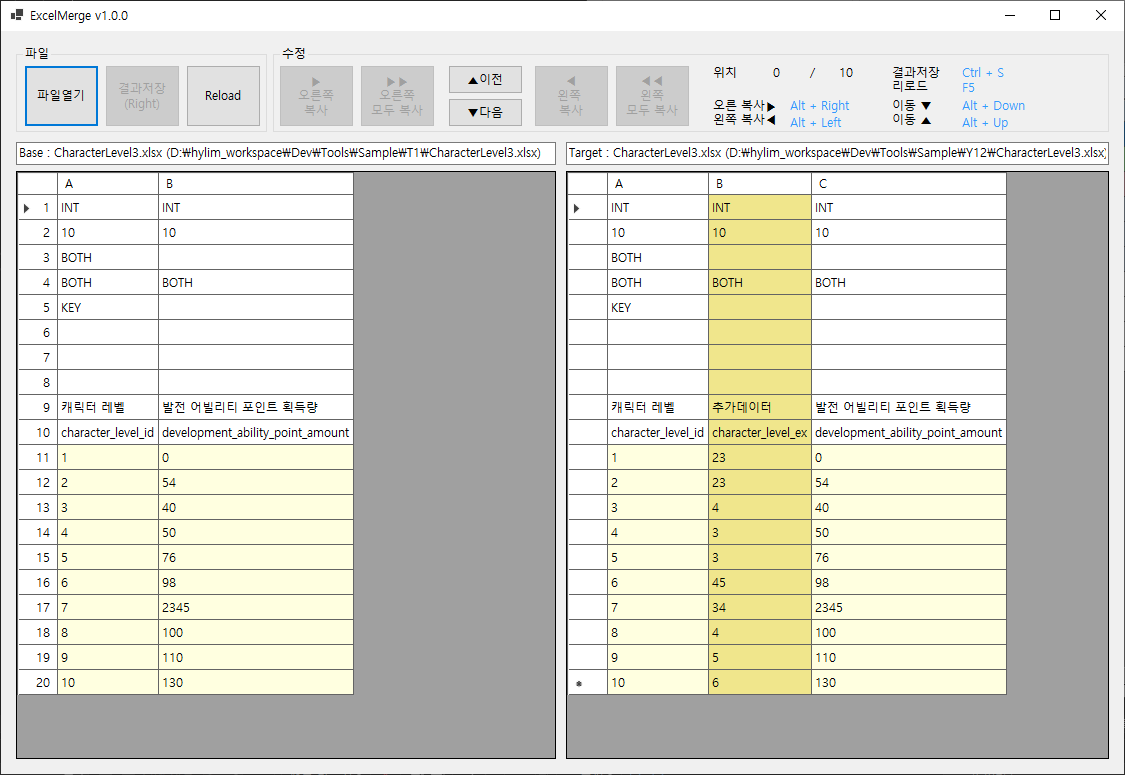 ExcelMerge v1.0.0
파일
수정
파일열기
결과저장
(Right)
Reload
▶
오른쪽
복사
▶▶
오른쪽
모두 복사
▲이전
▼다음
◀
왼쪽
복사
◀◀
왼쪽
모두 복사
위치 0 / 10
오른 복사▶ Alt + Right
왼쪽 복사◀ Alt + Left
결과저장 Ctrl + S
리로드 F5
이동 ▼ Alt + Down
이동 ▲ Alt + Up
Base : CharacterLevel3.xlsx (D:₩hylim_workspace₩Dev₩Tools₩Sample₩T1₩CharacterLevel3.xlsx)
A B
1 INT INT
2 10 10
3 BOTH
4 BOTH BOTH
5 KEY
6
7
8
9 캐릭터 레벨 발전 어빌리티 포인트 획득량
10 character_level_id development_ability_point_amount
11 1 0
12 2 54
13 3 40
14 4 50
15 5 76
16 6 98
17 7 2345
18 8 100
19 9 110
20 10 130
Target : CharacterLevel3.xlsx (D:₩hylim_workspace₩Dev₩Tools₩Sample₩Y12₩CharacterLevel3.xlsx)
A B C
INT INT INT
10 10 10
BOTH
BOTH BOTH BOTH
KEY
캐릭터 레벨 추가데이터 발전 어빌리티 포인트 획득량
character_level_id character_level_ex development_ability_point_amount
1 23 0
2 23 54
3 4 40
4 3 50
5 3 76
6 45 98
7 34 2345
8 4 100
9 5 110
10 6 130